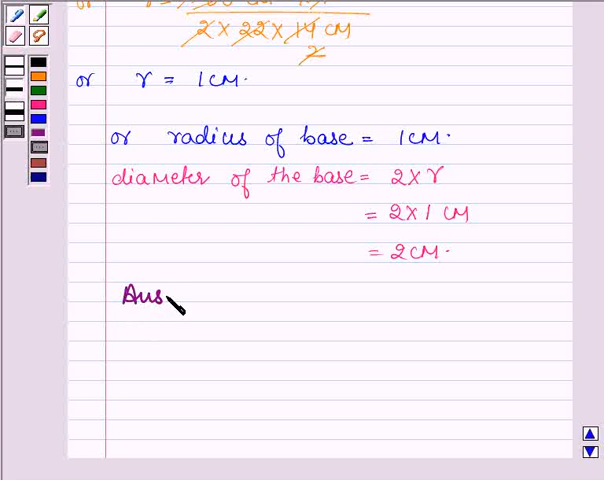 2 x 22 x 14 cm
2
or r = 1 cm.
or radius of base = 1 cm.
diameter of the base = 2 x r
= 2 x 1 cm
= 2 cm.
Ans